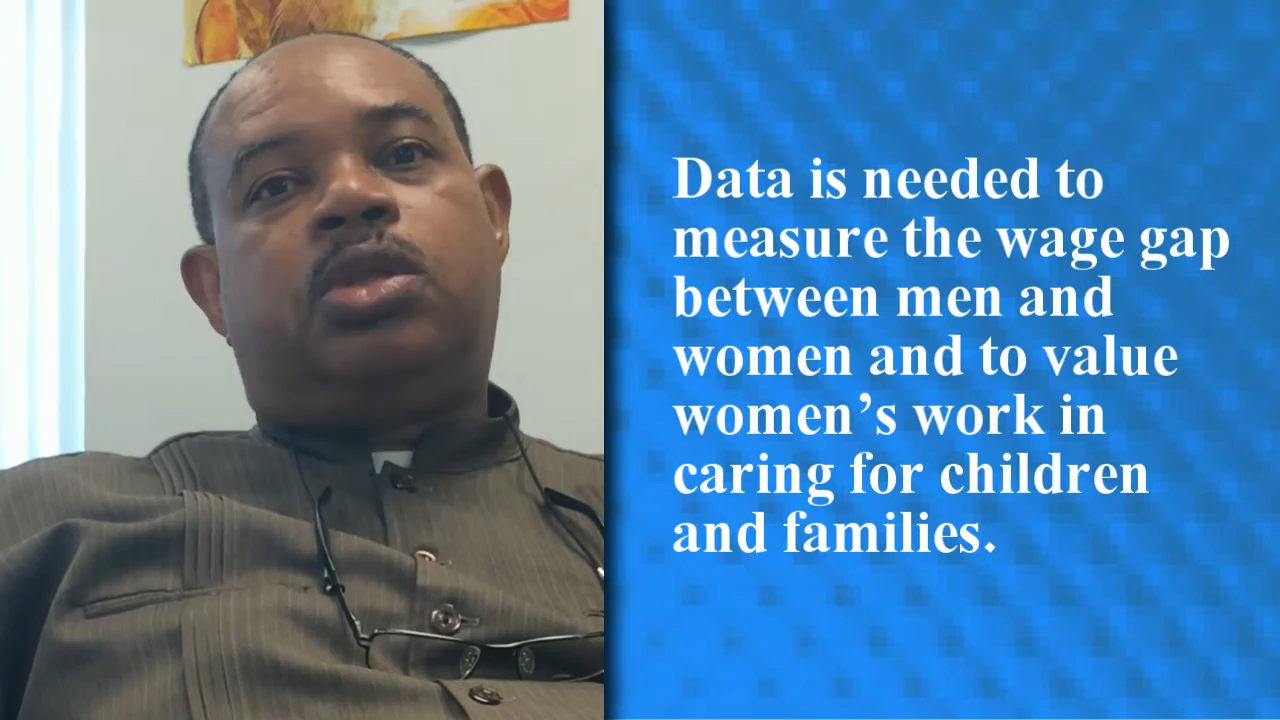 Data is needed to
measure the wage gap
between men and
women and to value
women’s work in
caring for children
and families.